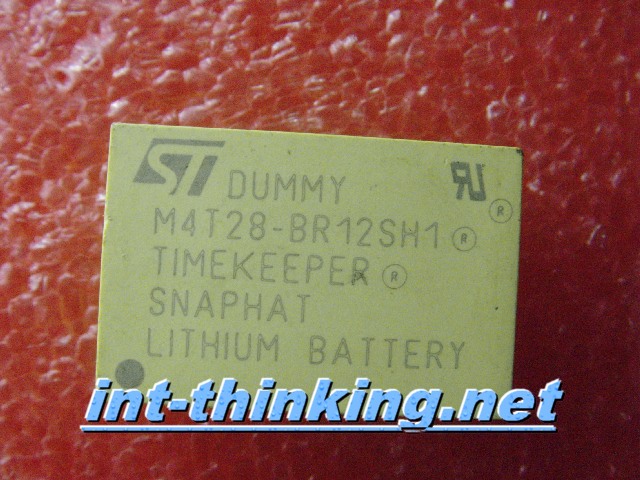 ST DUMMY
M4T28-BR12SH1®
TIMEKEEPER®
SNAPHAT
LITHIUM BATTERY
int-thinking.net